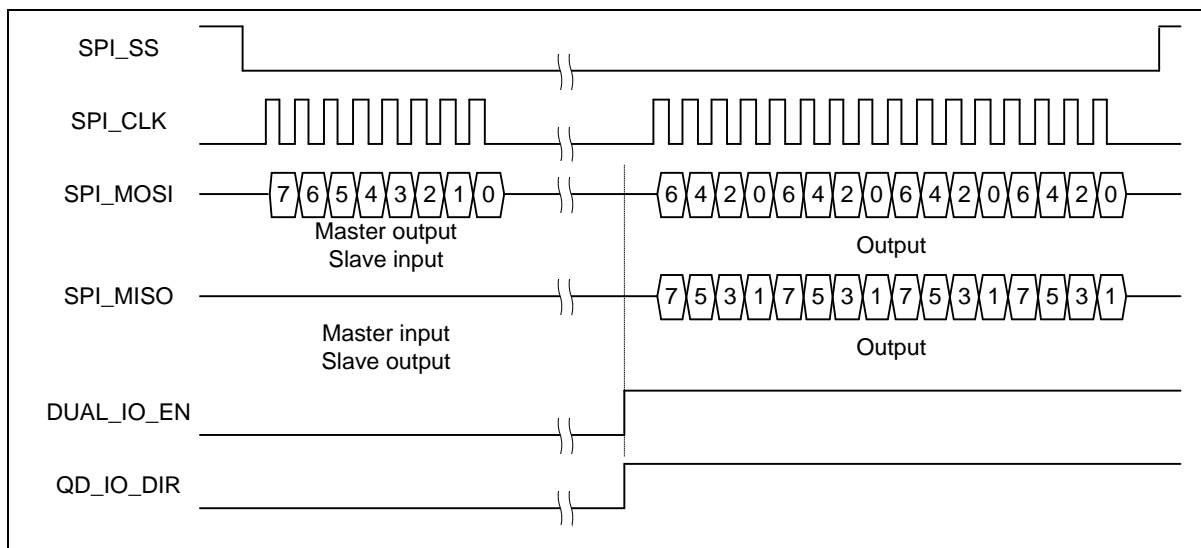 SPI_SS
SPI_CLK
SPI_MOSI
7 6 5 4 3 2 1 0
6 4 2 0 6 4 2 0 6 4 2 0 6 4 2 0
Master output
Slave input
Output
SPI_MISO
7 5 3 1 7 5 3 1 7 5 3 1 7 5 3 1
Master input
Slave output
Output
DUAL_IO_EN
QD_IO_DIR